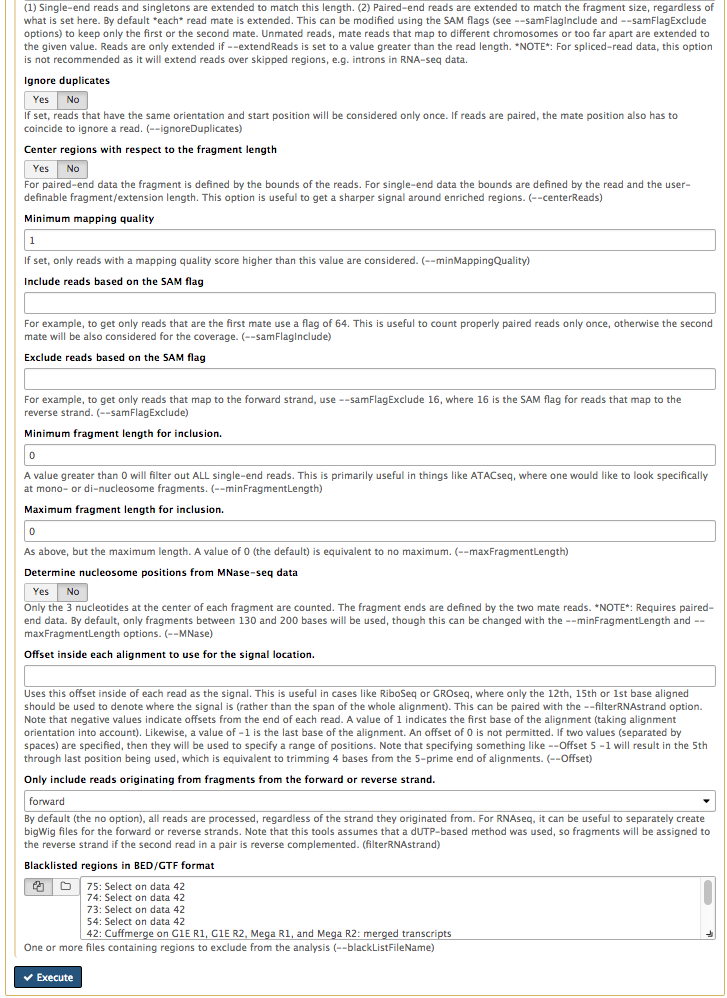 (1) Single-end reads and singletons are extended to match this length. (2) Paired-end reads are extended to match the fragment size, regardless of
what is set here. By default *each* read mate is extended. This can be modified using the SAM flags (see --samFlagInclude and --samFlagExclude
options) to keep only the first or the second mate. Unmated reads, mate reads that map to different chromosomes or too far apart are extended to
the given value. Reads are only extended if --extendReads is set to a value greater than the read length. *NOTE*: For spliced-read data, this option
is not recommended as it will extend reads over skipped regions, e.g. introns in RNA-seq data.
Ignore duplicates
Yes No
If set, reads that have the same orientation and start position will be considered only once. If reads are paired, the mate position also has to
coincide to ignore a read. (--ignoreDuplicates)
Center regions with respect to the fragment length
Yes No
For paired-end data the fragment is defined by the bounds of the reads. For single-end data the bounds are defined by the read and the user-
definable fragment/extension length. This option is useful to get a sharper signal around enriched regions. (--centerReads)
Minimum mapping quality
1
If set, only reads with a mapping quality score higher than this value are considered. (--minMappingQuality)
Include reads based on the SAM flag
For example, to get only reads that are the first mate use a flag of 64. This is useful to count properly paired reads only once, otherwise the second
mate will be also considered for the coverage. (--samFlagInclude)
Exclude reads based on the SAM flag
For example, to get only reads that map to the forward strand, use --samFlagExclude 16, where 16 is the SAM flag for reads that map to the
reverse strand. (--samFlagExclude)
Minimum fragment length for inclusion.
0
A value greater than 0 will filter out ALL single-end reads. This is primarily useful in things like ATACseq, where one would like to look specifically
at mono- or di-nucleosome fragments. (--minFragmentLength)
Maximum fragment length for inclusion.
0
As above, but the maximum length. A value of 0 (the default) is equivalent to no maximum. (--maxFragmentLength)
Determine nucleosome positions from MNase-seq data
Yes No
Only the 3 nucleotides at the center of each fragment are counted. The fragment ends are defined by the two mate reads. *NOTE*: Requires paired-
end data. By default, only fragments between 130 and 200 bases will be used, though this can be changed with the --minFragmentLength and --
maxFragmentLength options. (--MNase)
Offset inside each alignment to use for the signal location.
Uses this offset inside of each read as the signal. This is useful in cases like RiboSeq or GROseq, where only the 12th, 15th or 1st base aligned
should be used to denote where the signal is (rather than the span of the whole alignment). This can be paired with the --filterRNAstrand option.
Note that negative values indicate offsets from the end of each read. A value of 1 indicates the first base of the alignment (taking alignment
orientation into account). Likewise, a value of -1 is the last base of the alignment. An offset of 0 is not permitted. If two values (separated by
spaces) are specified, then they will be used to specify a range of positions. Note that specifying something like --Offset 5 -1 will result in the 5th
through last position being used, which is equivalent to trimming 4 bases from the 5-prime end of alignments. (--Offset)
Only include reads originating from fragments from the forward or reverse strand.
forward
By default (the no option), all reads are processed, regardless of the strand they originated from. For RNAseq, it can be useful to separately create
bigWig files for the forward or reverse strands. Note that this tools assumes that a dUTP-based method was used, so fragments will be assigned to
the reverse strand if the second read in a pair is reverse complemented. (filterRNAstrand)
Blacklisted regions in BED/GTF format
75: Select on data 42
74: Select on data 42
73: Select on data 42
54: Select on data 42
42: Cuffmerge on G1E R1, G1E R2, Mega R1, and Mega R2: merged transcripts
One or more files containing regions to exclude from the analysis (--blackListFileName)
Execute